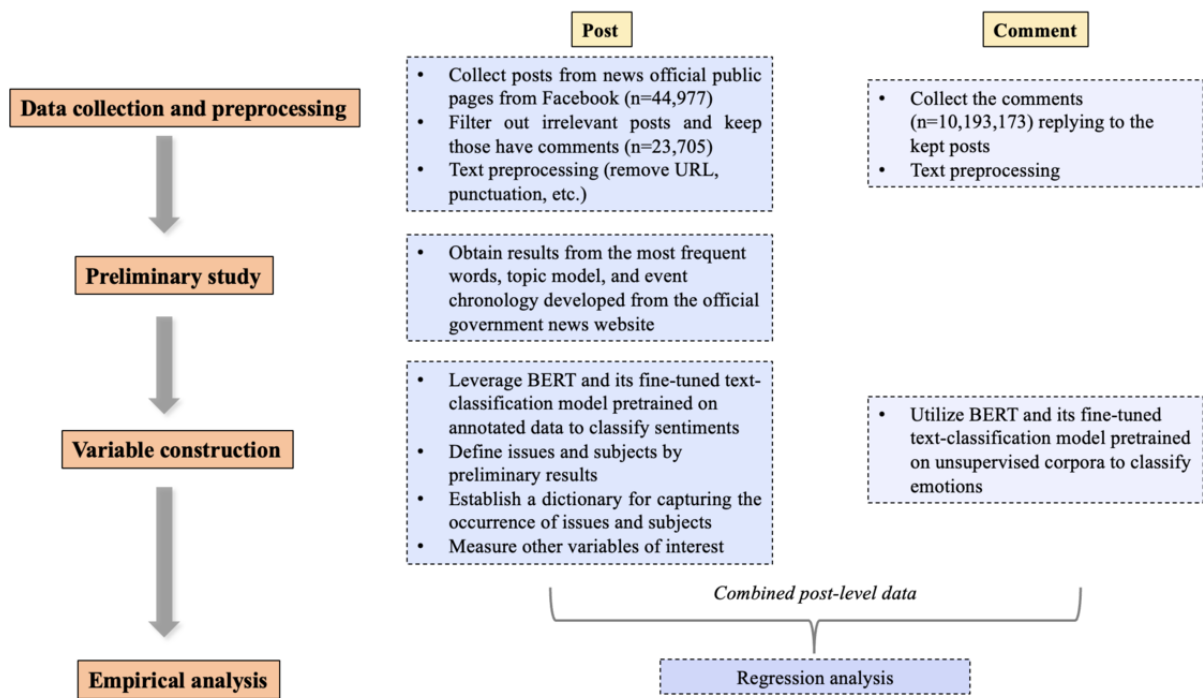 Post
Comment
Data collection and preprocessing
• Collect posts from news official public
pages from Facebook (n=44,977)
• Filter out irrelevant posts and keep
those have comments (n=23,705)
• Text preprocessing (remove URL,
punctuation, etc.)
• Collect the comments
(n=10,193,173) replying to the
kept posts
• Text preprocessing
Preliminary study
• Obtain results from the most frequent
words, topic model, and event
chronology developed from the official
government news website
Variable construction
• Leverage BERT and its fine-tuned text-
classification model pretrained on
annotated data to classify sentiments
• Define issues and subjects by
preliminary results
• Establish a dictionary for capturing the
occurrence of issues and subjects
• Measure other variables of interest
• Utilize BERT and its fine-tuned
text-classification model pretrained
on unsupervised corpora to classify
emotions
Combined post-level data
Empirical analysis
Regression analysis